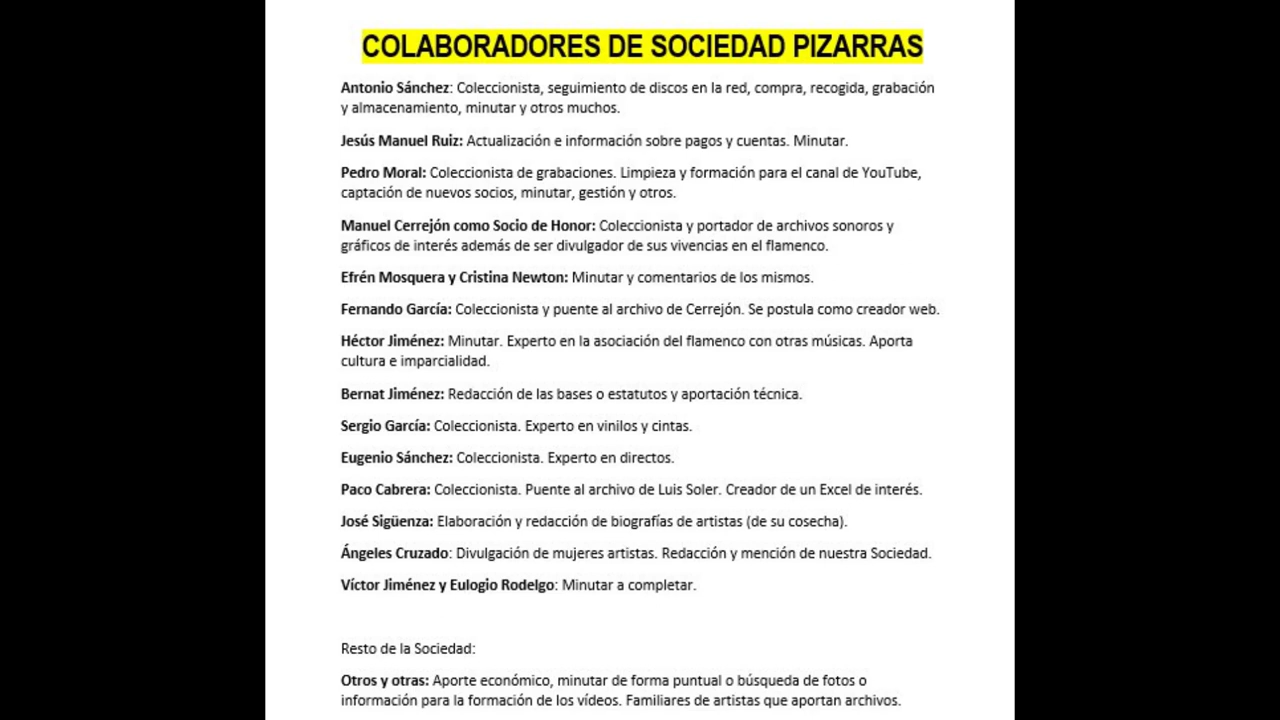 COLABORADORES DE SOCIEDAD PIZARRAS
Antonio Sánchez: Coleccionista, seguimiento de discos en la red, compra, recogida, grabación
y almacenamiento, minutar y otros muchos.
Jesús Manuel Ruiz: Actualización e información sobre pagos y cuentas. Minutar.
Pedro Moral: Coleccionista de grabaciones. Limpieza y formación para el canal de YouTube,
captación de nuevos socios, minutar, gestión y otros.
Manuel Cerrejón como Socio de Honor: Coleccionista y portador de archivos sonoros y
gráficos de interés además de ser divulgador de sus vivencias en el flamenco.
Efrén Mosquera y Cristina Newton: Minutar y comentarios de los mismos.
Fernando García: Coleccionista y puente al archivo de Cerrejón. Se postula como creador web.
Héctor Jiménez: Minutar. Experto en la asociación del flamenco con otras músicas. Aporta
cultura e imparcialidad.
Bernat Jiménez: Redacción de las bases o estatutos y aportación técnica.
Sergio García: Coleccionista. Experto en vinilos y cintas.
Eugenio Sánchez: Coleccionista. Experto en directos.
Paco Cabrera: Coleccionista. Puente al archivo de Luis Soler. Creador de un Excel de interés.
José Sigüenza: Elaboración y redacción de biografías de artistas (de su cosecha).
Ángeles Cruzado: Divulgación de mujeres artistas. Redacción y mención de nuestra Sociedad.
Víctor Jiménez y Eulogio Rodelgo: Minutar a completar.
Resto de la Sociedad:
Otros y otras: Aporte económico, minutar de forma puntual o búsqueda de fotos o
información para la formación de los vídeos. Familiares de artistas que aportan archivos.